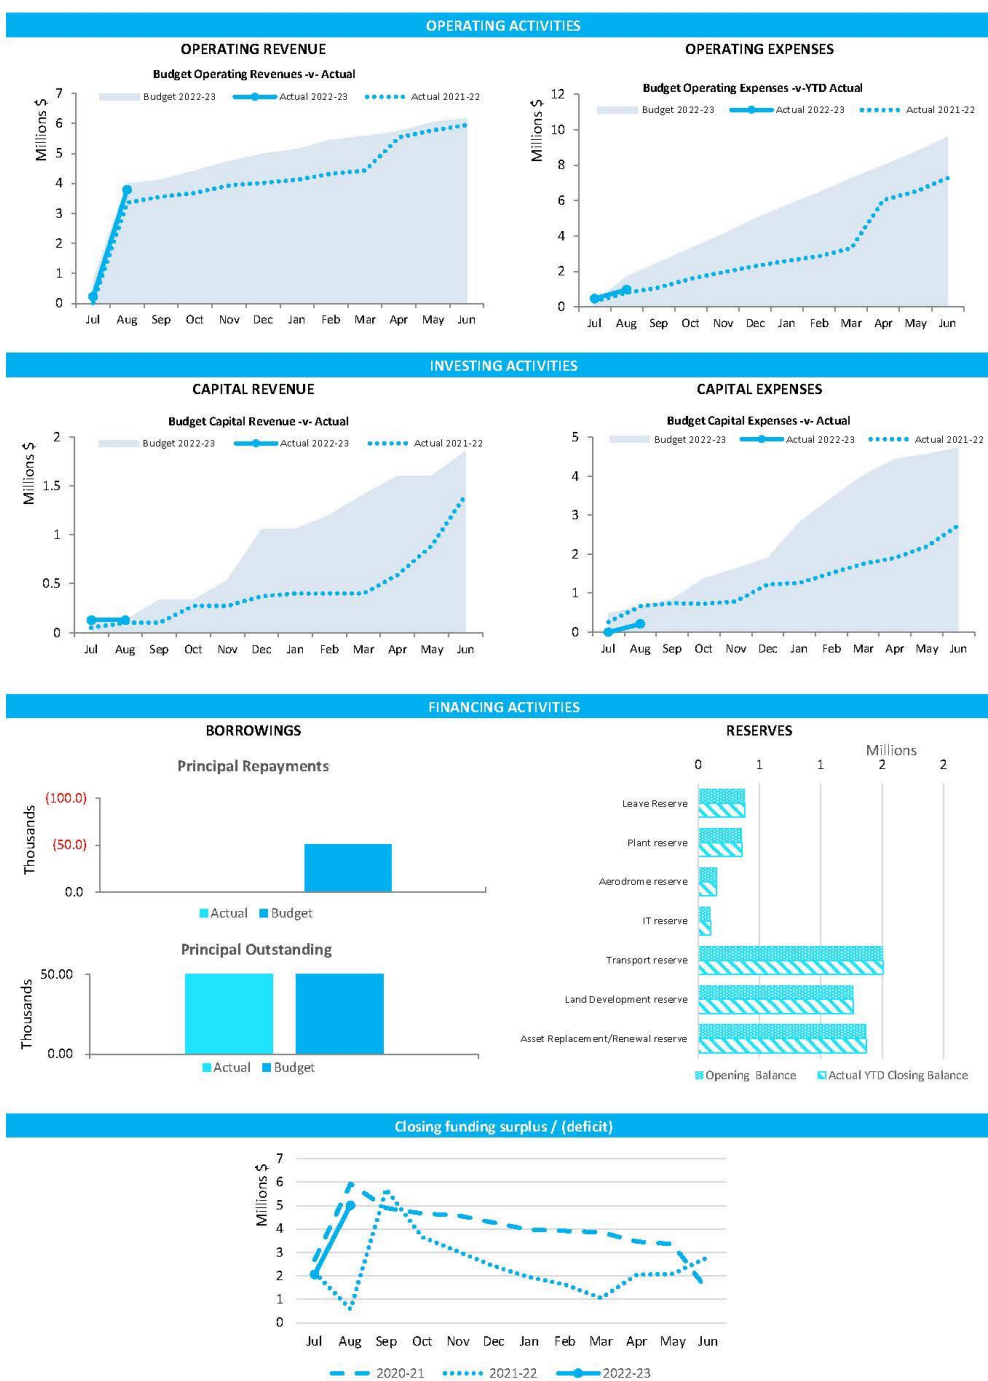 OPERATING ACTIVITIES
OPERATING REVENUE
Budget Operating Revenues -v- Actual
Millions $
Budget 2022-23 Actual 2022-23 Actual 2021-22
7
6
5
4
3
2
1
0
Jul Aug Sep Oct Nov Dec Jan Feb Mar Apr May Jun
OPERATING EXPENSES
Budget Operating Expenses -v-YTD Actual
Millions $
Budget 2022-23 Actual 2022-23 Actual 2021-22
12
10
8
6
4
2
0
Jul Aug Sep Oct Nov Dec Jan Feb Mar Apr May Jun
INVESTING ACTIVITIES
CAPITAL REVENUE
Budget Capital Revenue -v- Actual
Millions $
Budget 2022-23 Actual 2022-23 Actual 2021-22
2
1.5
1
0.5
0
Jul Aug Sep Oct Nov Dec Jan Feb Mar Apr May Jun
CAPITAL EXPENSES
Budget Capital Expenses -v- Actual
Budget 2022-23 Actual 2022-23 Actual 2021-22
5
4
3
2
1
0
Jul Aug Sep Oct Nov Dec Jan Feb Mar Apr May Jun
FINANCING ACTIVITIES
BORROWINGS
Principal Repayments
Thousands
(100.0)
(50.0)
0.0
Actual Budget
Principal Outstanding
Thousands
50.00
0.00
Actual Budget
RESERVES
Millions
0 1 1 2 2
Leave Reserve
Plant reserve
Aerodrome reserve
IT reserve
Transport reserve
Land Development reserve
Asset Replacement/Renewal reserve
Opening Balance Actual YTD Closing Balance
Closing funding surplus / (deficit)
Millions $
7
6
5
4
3
2
1
0
Jul Aug Sep Oct Nov Dec Jan Feb Mar Apr May Jun
2020-21 2021-22 2022-23